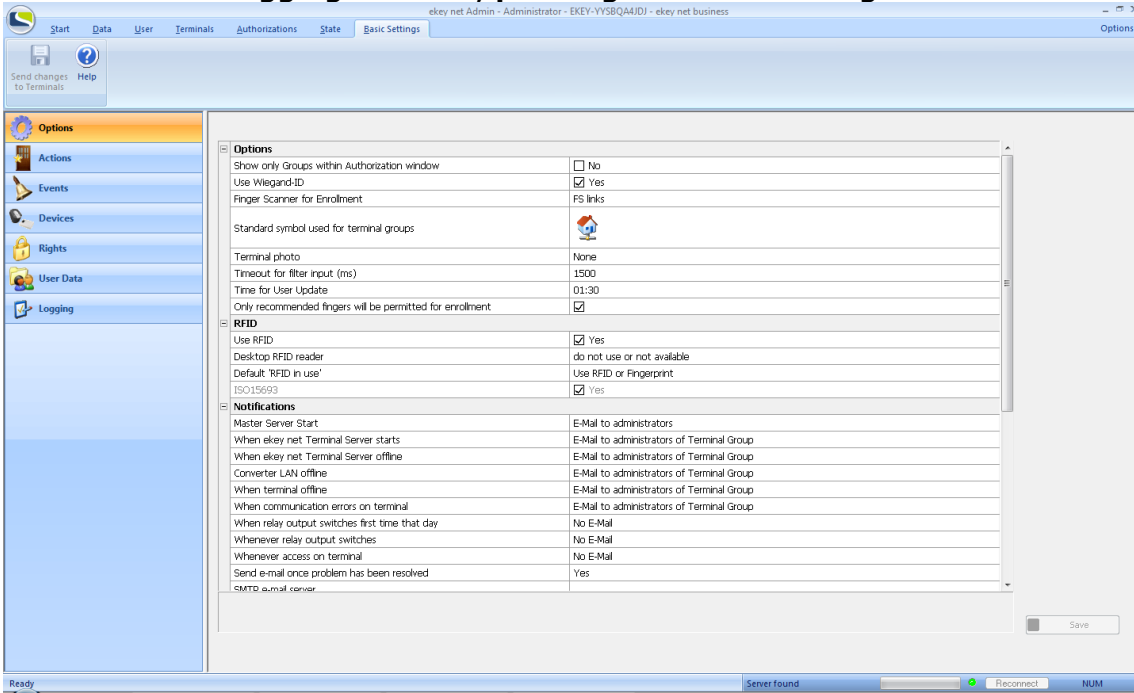 ekey net Admin - Administrator - EKEY-YYSBQA4JDJ - ekey net business
Start Data User Terminals Authorizations State Basic Settings Options
Send changes to Terminals
Help
Options
Actions
Events
Devices
Rights
User Data
Logging
Options
Show only Groups within Authorization window No
Use Wiegand-ID Yes
Finger Scanner for Enrollment FS links
Standard symbol used for terminal groups
Terminal photo None
Timeout for filter input (ms) 1500
Time for User Update 01:30
Only recommended fingers will be permitted for enrollment
RFID
Use RFID Yes
Desktop RFID reader do not use or not available
Default 'RFID in use' Use RFID or Fingerprint
ISO15693 Yes
Notifications
Master Server Start E-Mail to administrators
When ekey net Terminal Server starts E-Mail to administrators of Terminal Group
When ekey net Terminal Server offline E-Mail to administrators of Terminal Group
Converter LAN offline E-Mail to administrators of Terminal Group
When terminal offline E-Mail to administrators of Terminal Group
When communication errors on terminal E-Mail to administrators of Terminal Group
When relay output switches first time that day No E-Mail
Whenever relay output switches No E-Mail
Whenever access on terminal No E-Mail
Send e-mail once problem has been resolved Yes
SMTP e-mail server
Save
Ready Server found Reconnect NUM